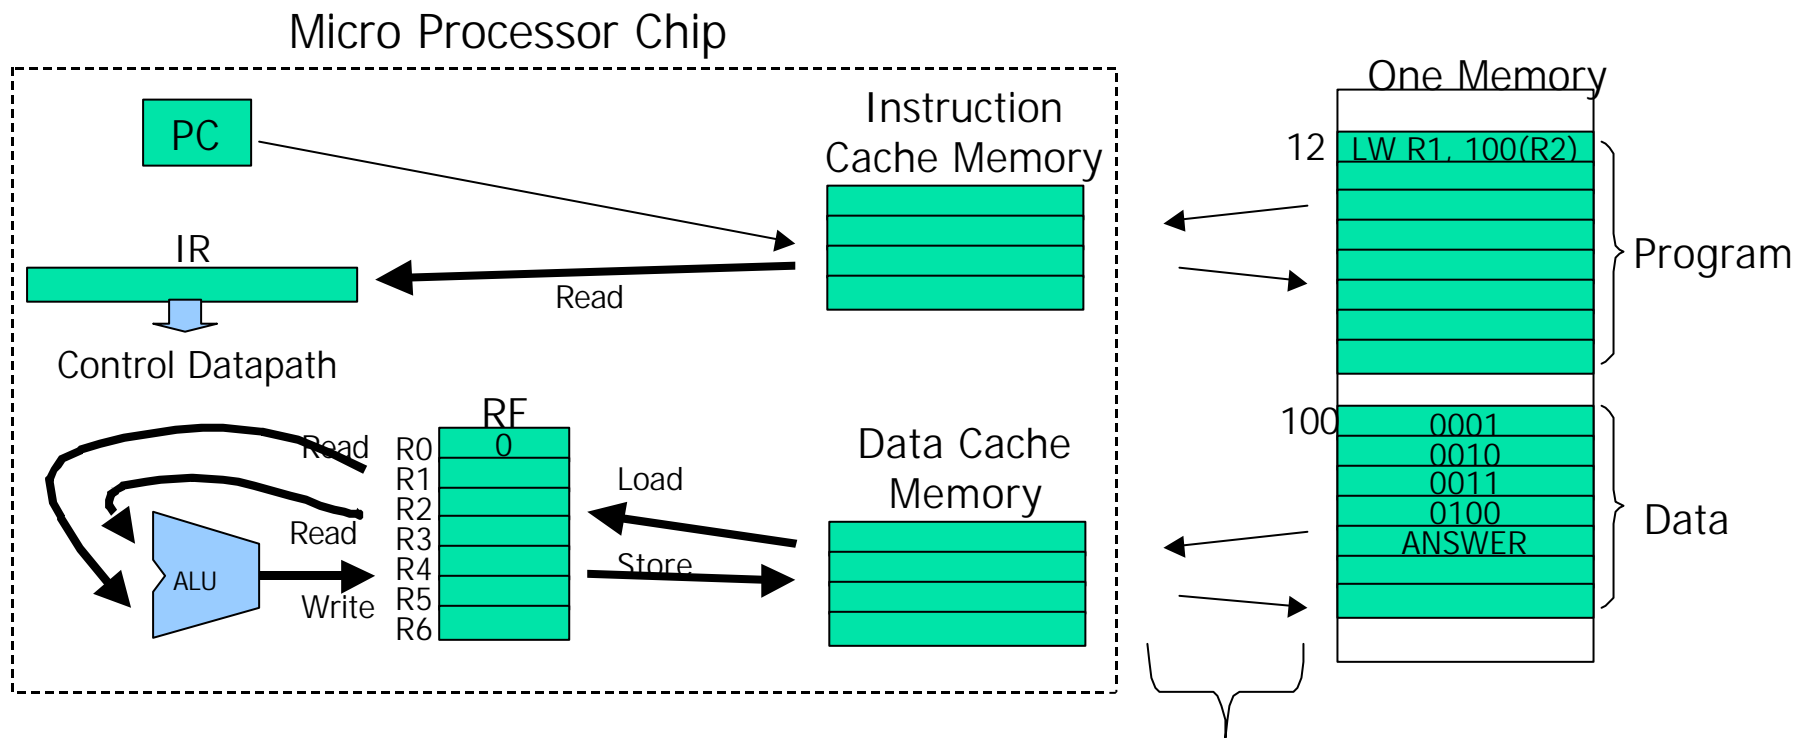 Micro Processor Chip
One Memory
PC
Instruction
Cache Memory
12
LW R1, 100(R2)
Program
IR
Read
Control Datapath
RF
Read
R0
0
R1
R2
R3
R4
R5
R6
Read
ALU
Write
Load
Store
Data Cache
Memory
100
0001
0010
0011
0100
ANSWER
Data